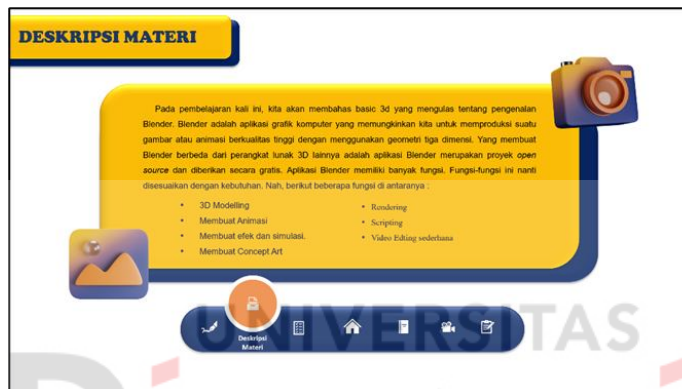 DESKRIPSI MATERI
Pada pembelajaran kali ini, kita akan membahas basic 3d yang mengulas tentang pengenalan
Blender. Blender adalah aplikasi grafik komputer yang memungkinkan kita untuk memproduksi suatu
gambar atau animasi berkualitas tinggi dengan menggunakan geometri tiga dimensi. Yang membuat
Blender berbeda dari perangkat lunak 3D lainnya adalah aplikasi Blender merupakan proyek open
source dan diberikan secara gratis. Aplikasi Blender memiliki banyak fungsi. Fungsi-fungsi ini nanti
disesuaikan dengan kebutuhan. Nah, berikut beberapa fungsi di antaranya :
• 3D Modelling
• Membuat Animasi
• Membuat efek dan simulasi.
• Membuat Concept Art
• Rendering
• Scripting
• Video Edting sederhana
UNIVERSITAS
Deskripsi
Materi